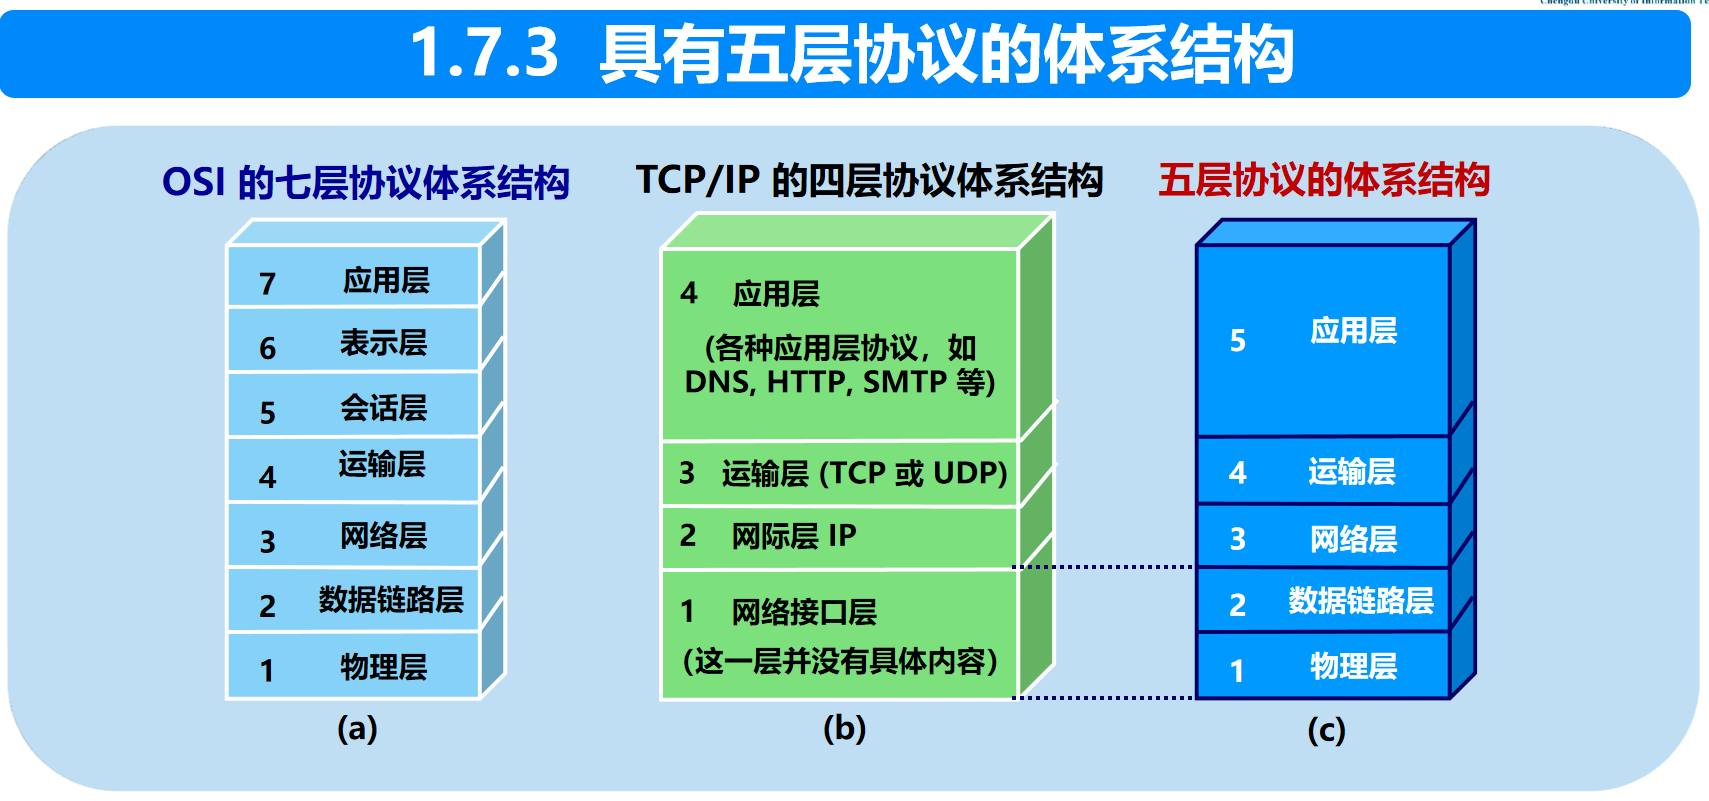 Chengdu University of Information Te
1.7.3 具有五层协议的体系结构
OSI 的七层协议体系结构
7 应用层
6 表示层
5 会话层
4 运输层
3 网络层
2 数据链路层
1 物理层
(a)
TCP/IP 的四层协议体系结构
4 应用层
(各种应用层协议，如
DNS, HTTP, SMTP 等)
3 运输层 (TCP 或 UDP)
2 网际层 IP
1 网络接口层
(这一层并没有具体内容)
(b)
五层协议的体系结构
5 应用层
4 运输层
3 网络层
2 数据链路层
1 物理层
(c)